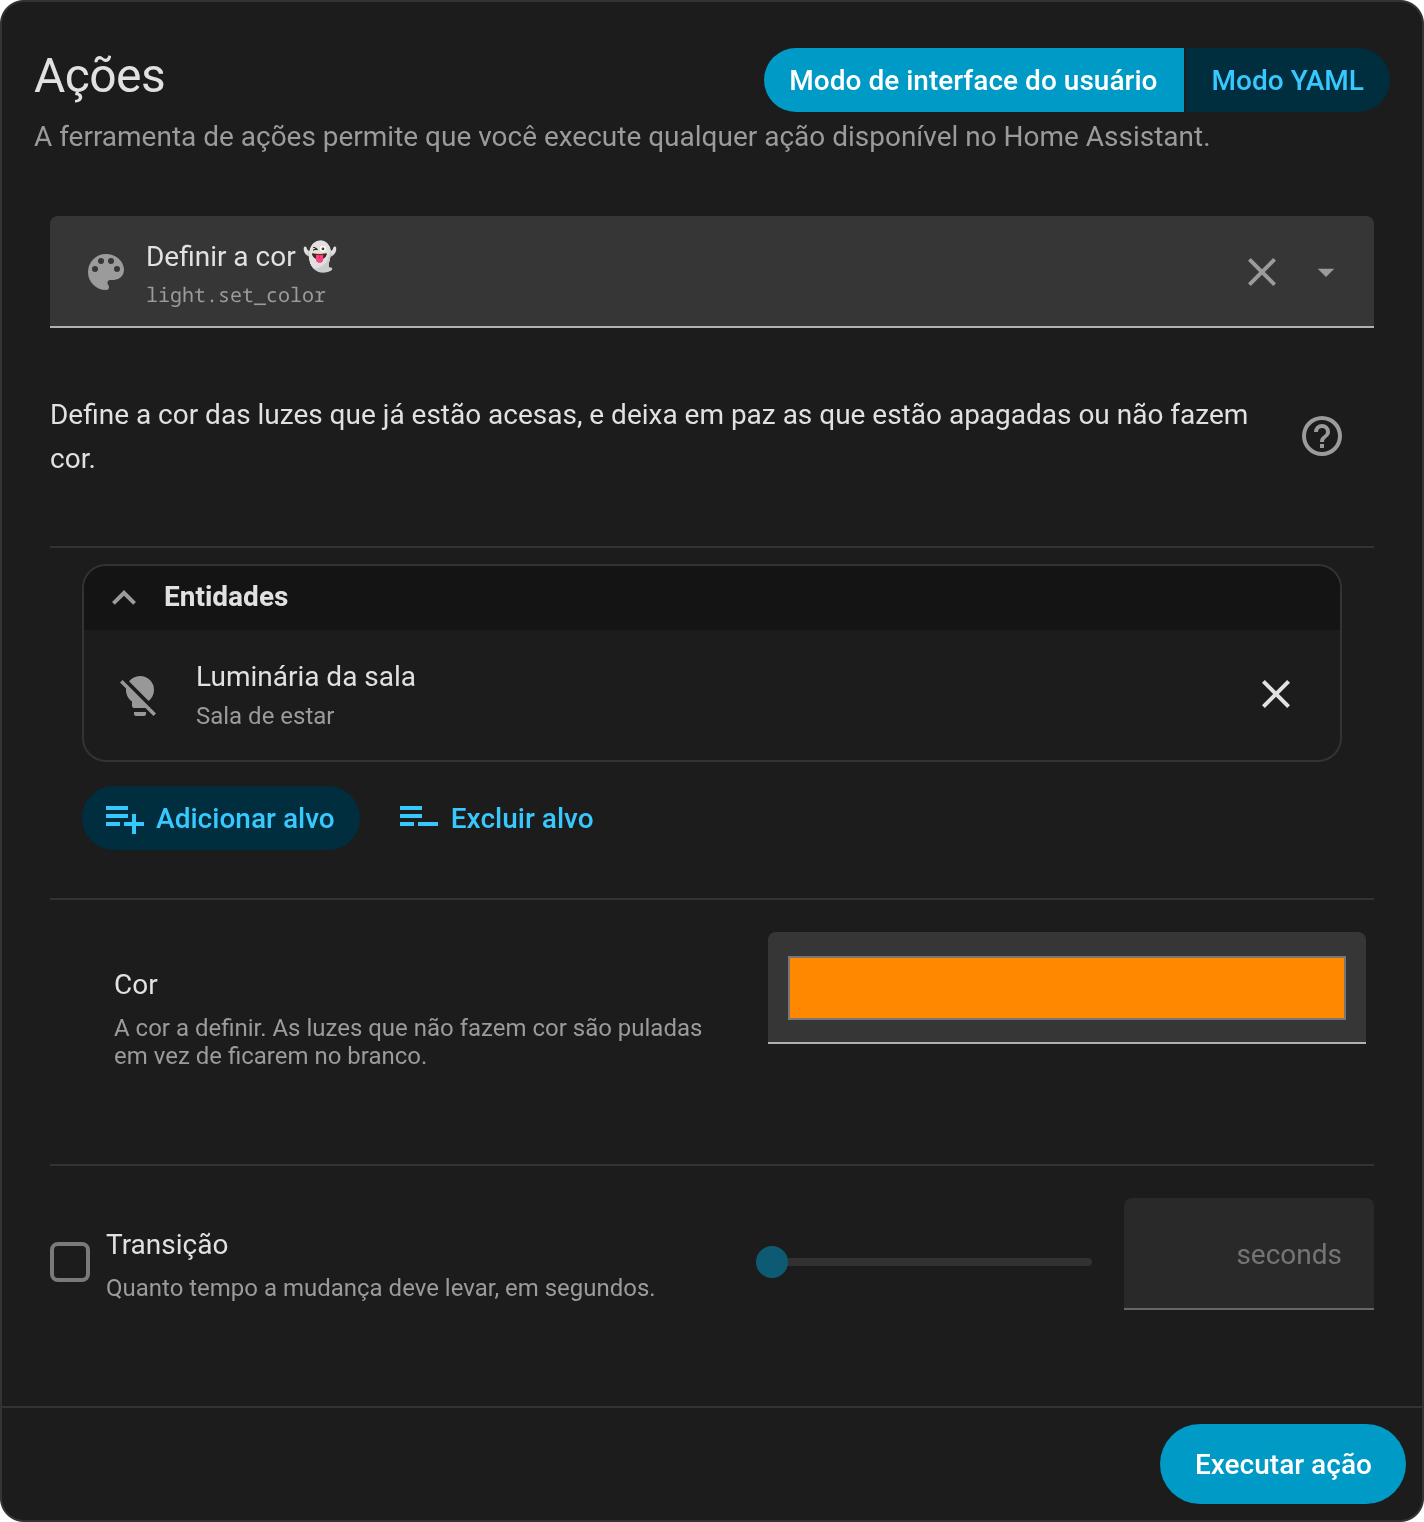 Ações
Modo de interface do usuário
Modo YAML
A ferramenta de ações permite que você execute qualquer ação disponível no Home Assistant.
Definir a cor 👻
light.set_color
Define a cor das luzes que já estão acesas, e deixa em paz as que estão apagadas ou não fazem
cor.
Entidades
Luminária da sala
Sala de estar
Adicionar alvo
Excluir alvo
Cor
A cor a definir. As luzes que não fazem cor são puladas
em vez de ficarem no branco.
Transição
Quanto tempo a mudança deve levar, em segundos.
seconds
Executar ação